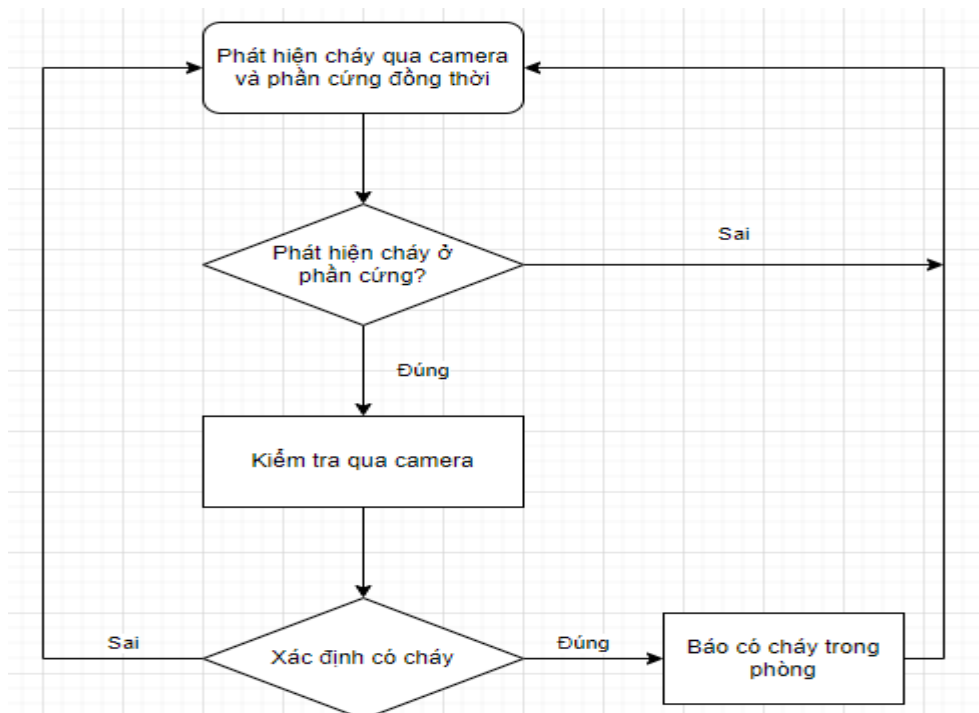 Phát hiện cháy qua camera
và phần cứng đồng thời
Phát hiện cháy ở
phần cứng?
Sai
Đúng
Kiểm tra qua camera
Sai
Xác định có cháy
Đúng
Báo có cháy trong
phòng